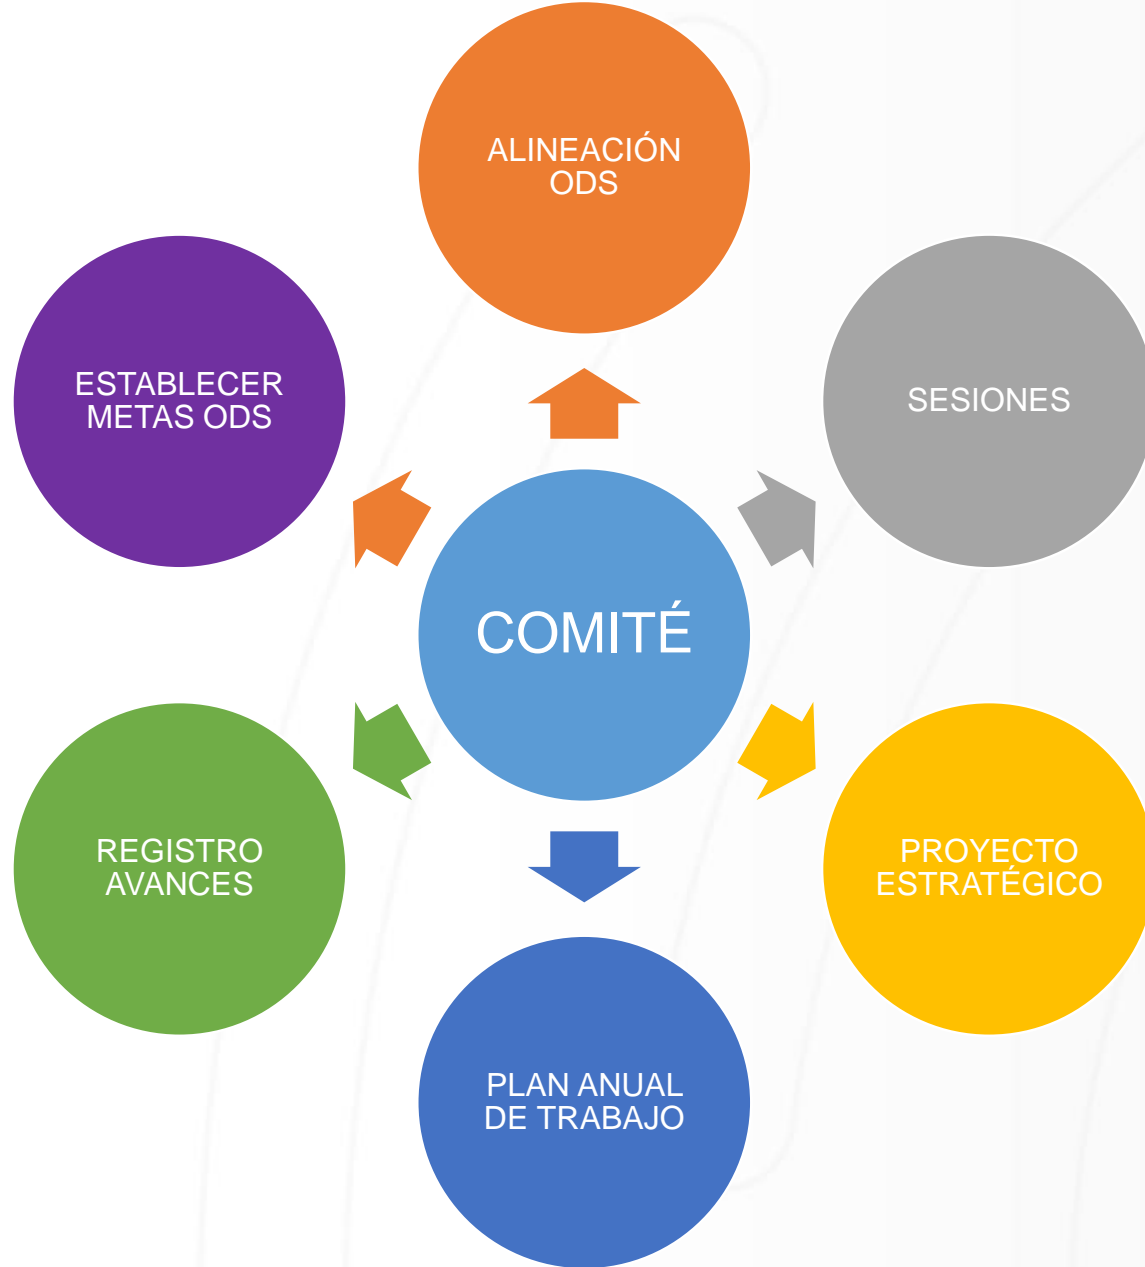 ALINEACIÓN
ODS
ESTABLECER
METAS ODS
SESIONES
COMITÉ
REGISTRO
AVANCES
PROYECTO
ESTRATÉGICO
PLAN ANUAL
DE TRABAJO